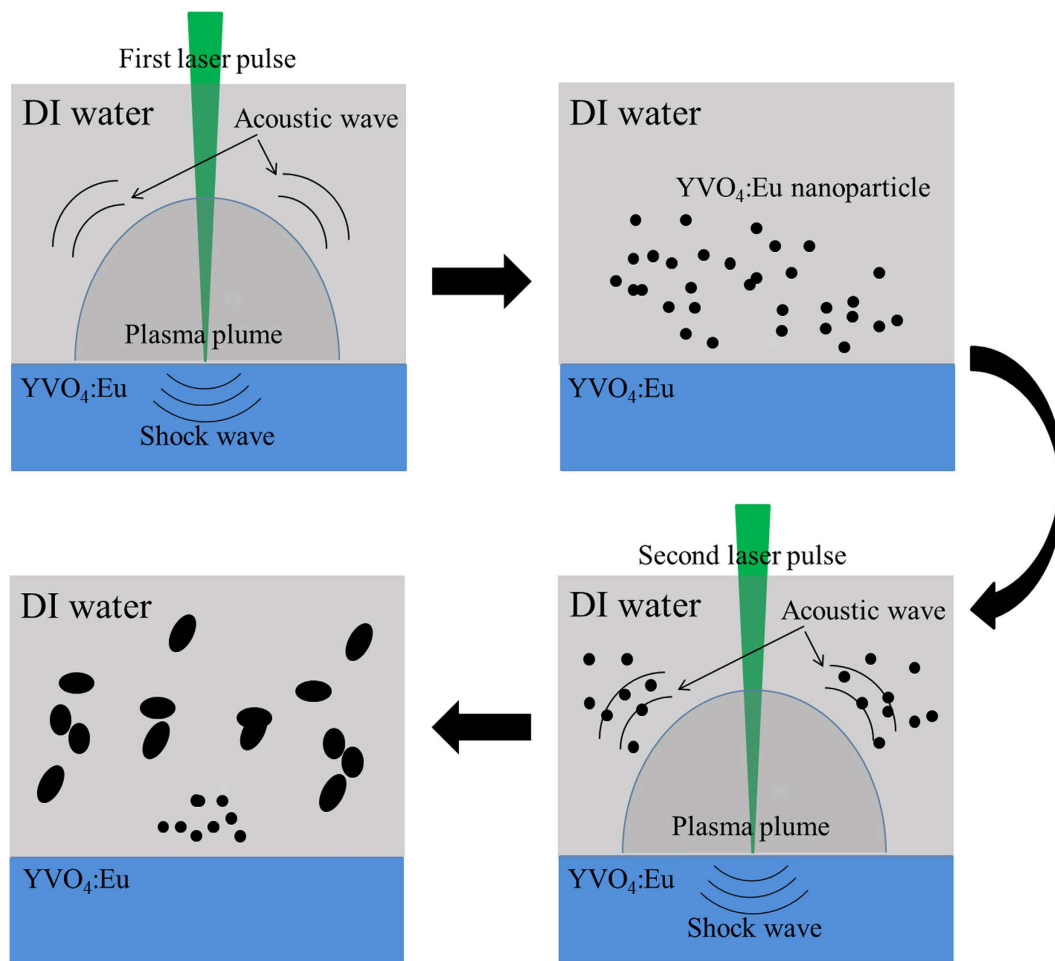 First laser pulse
DI water
Acoustic wave
Plasma plume
YVO₄:Eu
Shock wave
DI water
YVO₄:Eu nanoparticle
YVO₄:Eu
Second laser pulse
DI water
Acoustic wave
Plasma plume
YVO₄:Eu
Shock wave
DI water
YVO₄:Eu